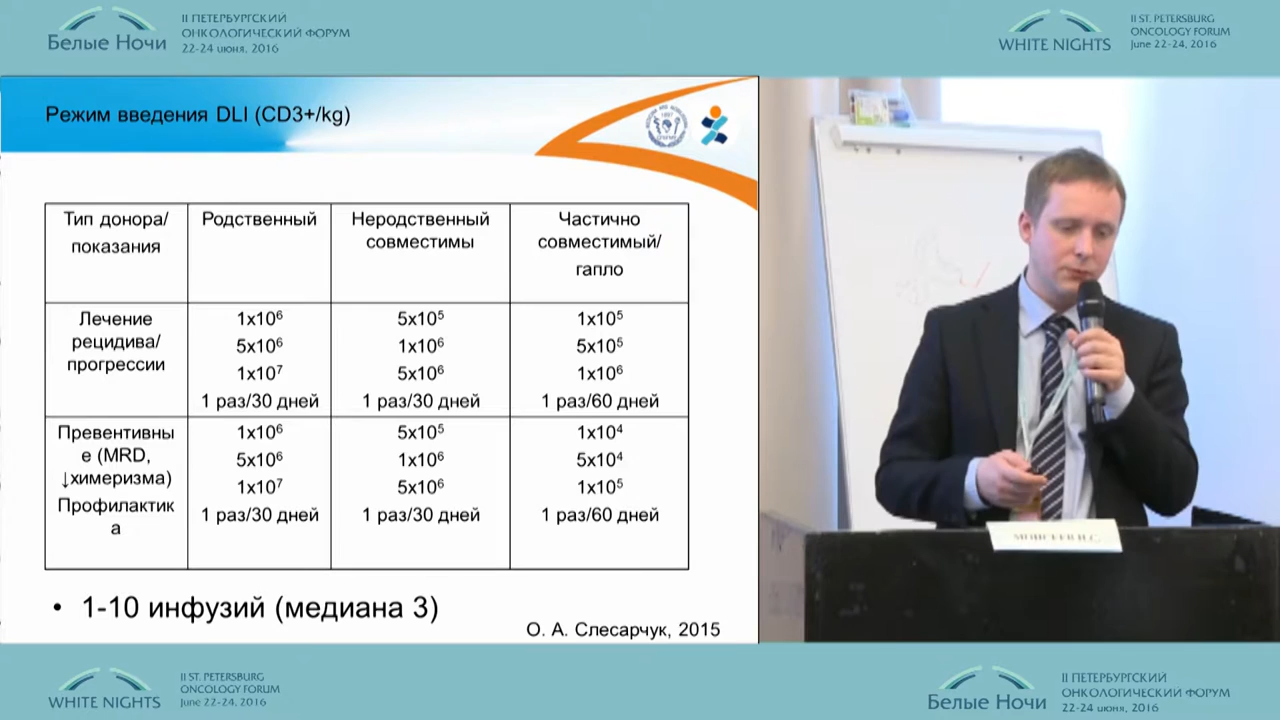 Белые Ночи
II ПЕТЕРБУРГСКИЙ
ОНКОЛОГИЧЕСКИЙ ФОРУМ
22-24 июня, 2016
WHITE NIGHTS
II ST. PETERSBURG
ONCOLOGY FORUM
June 22-24, 2016
Режим введения DLI (CD3+/kg)
Тип донора/
показания
Родственный
Неродственный
совместимы
Частично
совместимый/
гапло
Лечение
рецидива/
прогрессии
1x10⁶
5x10⁶
1x10⁷
1 раз/30 дней
5x10⁵
1x10⁶
5x10⁶
1 раз/30 дней
1x10⁵
5x10⁵
1x10⁶
1 раз/60 дней
Превентивны
е (MRD,
↓химеризма)
Профилактик
а
1x10⁶
5x10⁶
1x10⁷
1 раз/30 дней
5x10⁵
1x10⁶
5x10⁶
1 раз/30 дней
1x10⁴
5x10⁴
1x10⁵
1 раз/60 дней
• 1-10 инфузий (медиана 3)
О. А. Слесарчук, 2015
WHITE NIGHTS
II ST. PETERSBURG
ONCOLOGY FORUM
June 22-24, 2016
Белые Ночи
II ПЕТЕРБУРГСКИЙ
ОНКОЛОГИЧЕСКИЙ ФОРУМ
22-24 июня, 2016